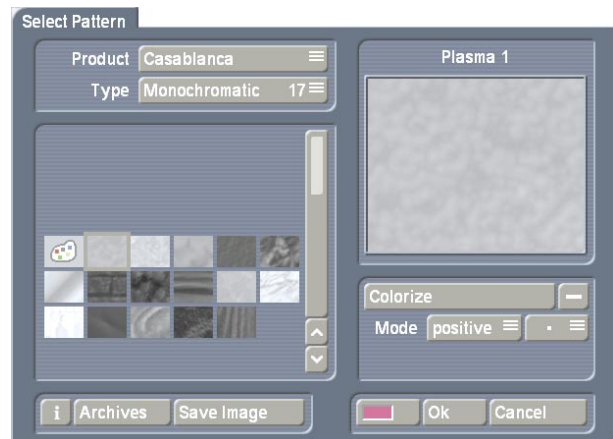 Select Pattern
Product Casablanca
Type Monochromatic 17
Plasma 1
Colorize
Mode positive
i Archives Save Image
Ok Cancel